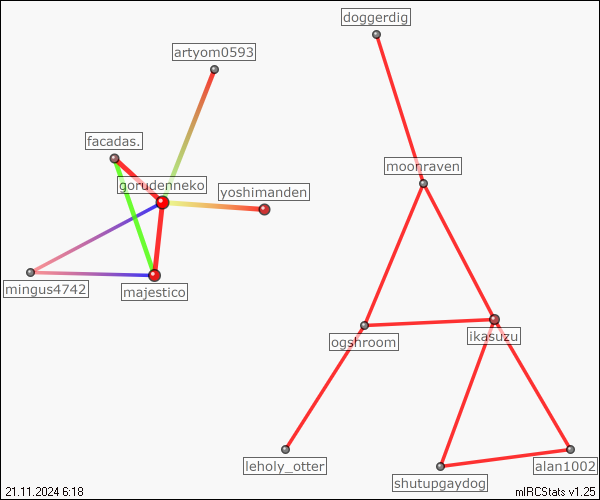 doggerdig
artyom0593
facadas.
moonraven
gorudenneko
yoshimanden
mingus4742
majestico
ogshroom
ikasuzu
leholy_otter
shutupgaydog
alan1002
21.11.2024 6:18
mIRCStats v1.25